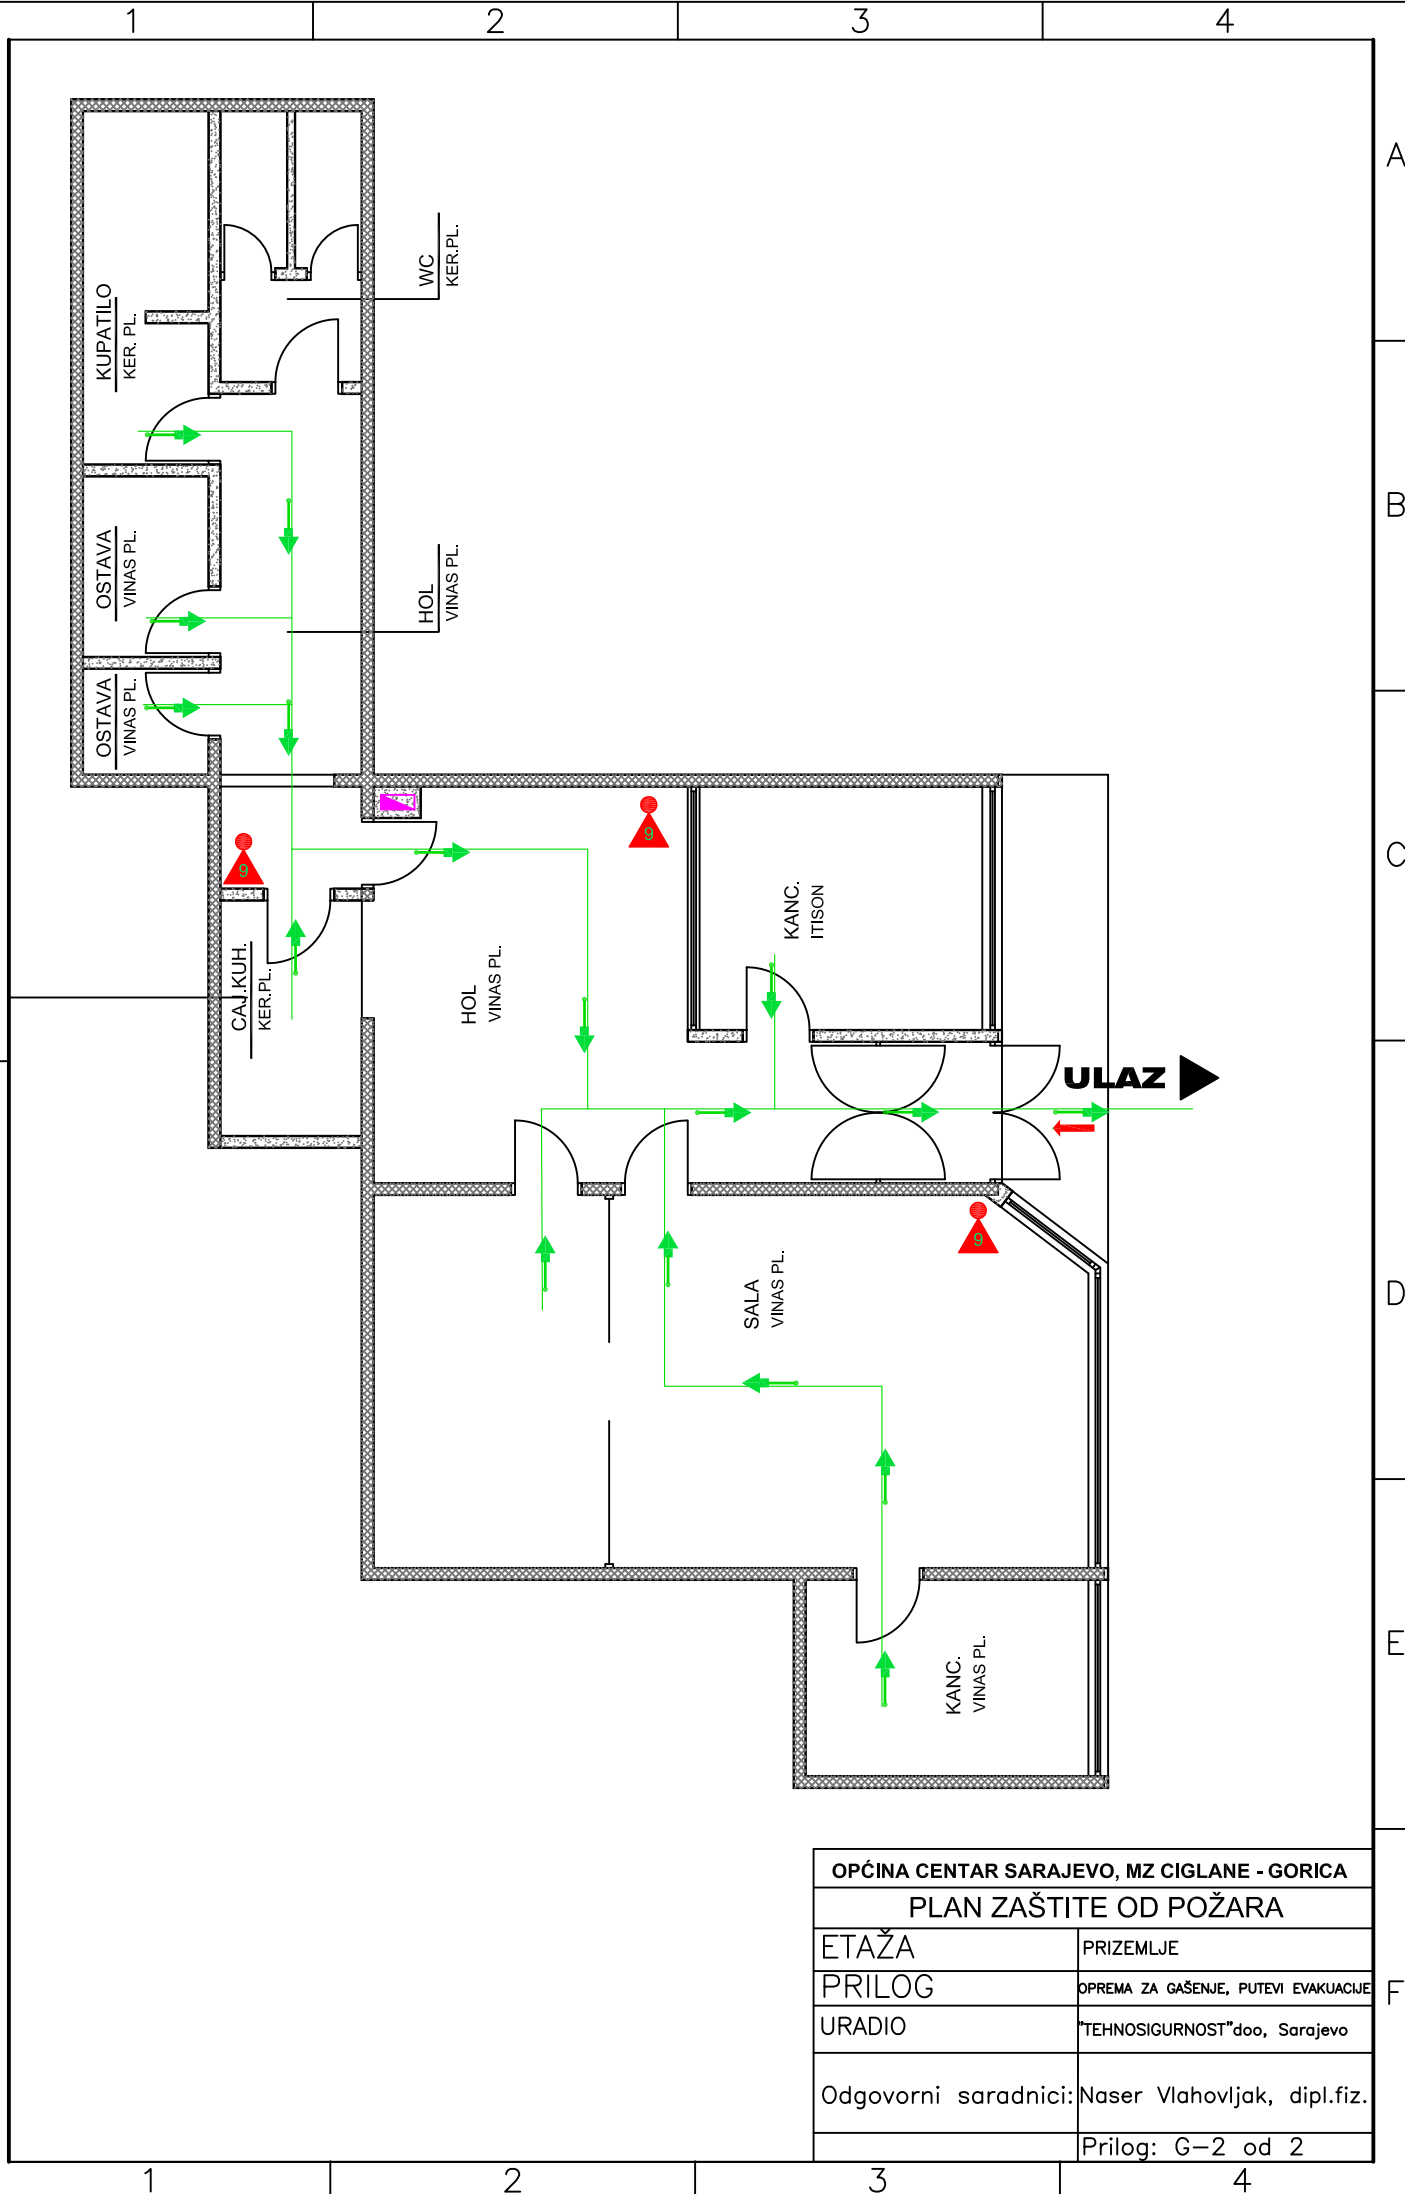 1 2 3 4
A
B
C
D
E
F
KUPATILO
KER. PL.
WC
KER.PL.
OSTAVA
VINAS PL.
HOL
VINAS PL.
OSTAVA
VINAS PL.
9
9
CAJ.KUH.
KER.PL.
HOL
VINAS PL.
KANC.
ITISON
ULAZ
9
SALA
VINAS PL.
KANC.
VINAS PL.
OPĆINA CENTAR SARAJEVO, MZ CIGLANE - GORICA
PLAN ZAŠTITE OD POŽARA
ETAŽA PRIZEMLJE
PRILOG OPREMA ZA GAŠENJE, PUTEVI EVAKUACIJE
URADIO "TEHNOSIGURNOST"doo, Sarajevo
Odgovorni saradnici: Naser Vlahovljak, dipl.fiz.
Prilog: G-2 od 2
1 2 3 4